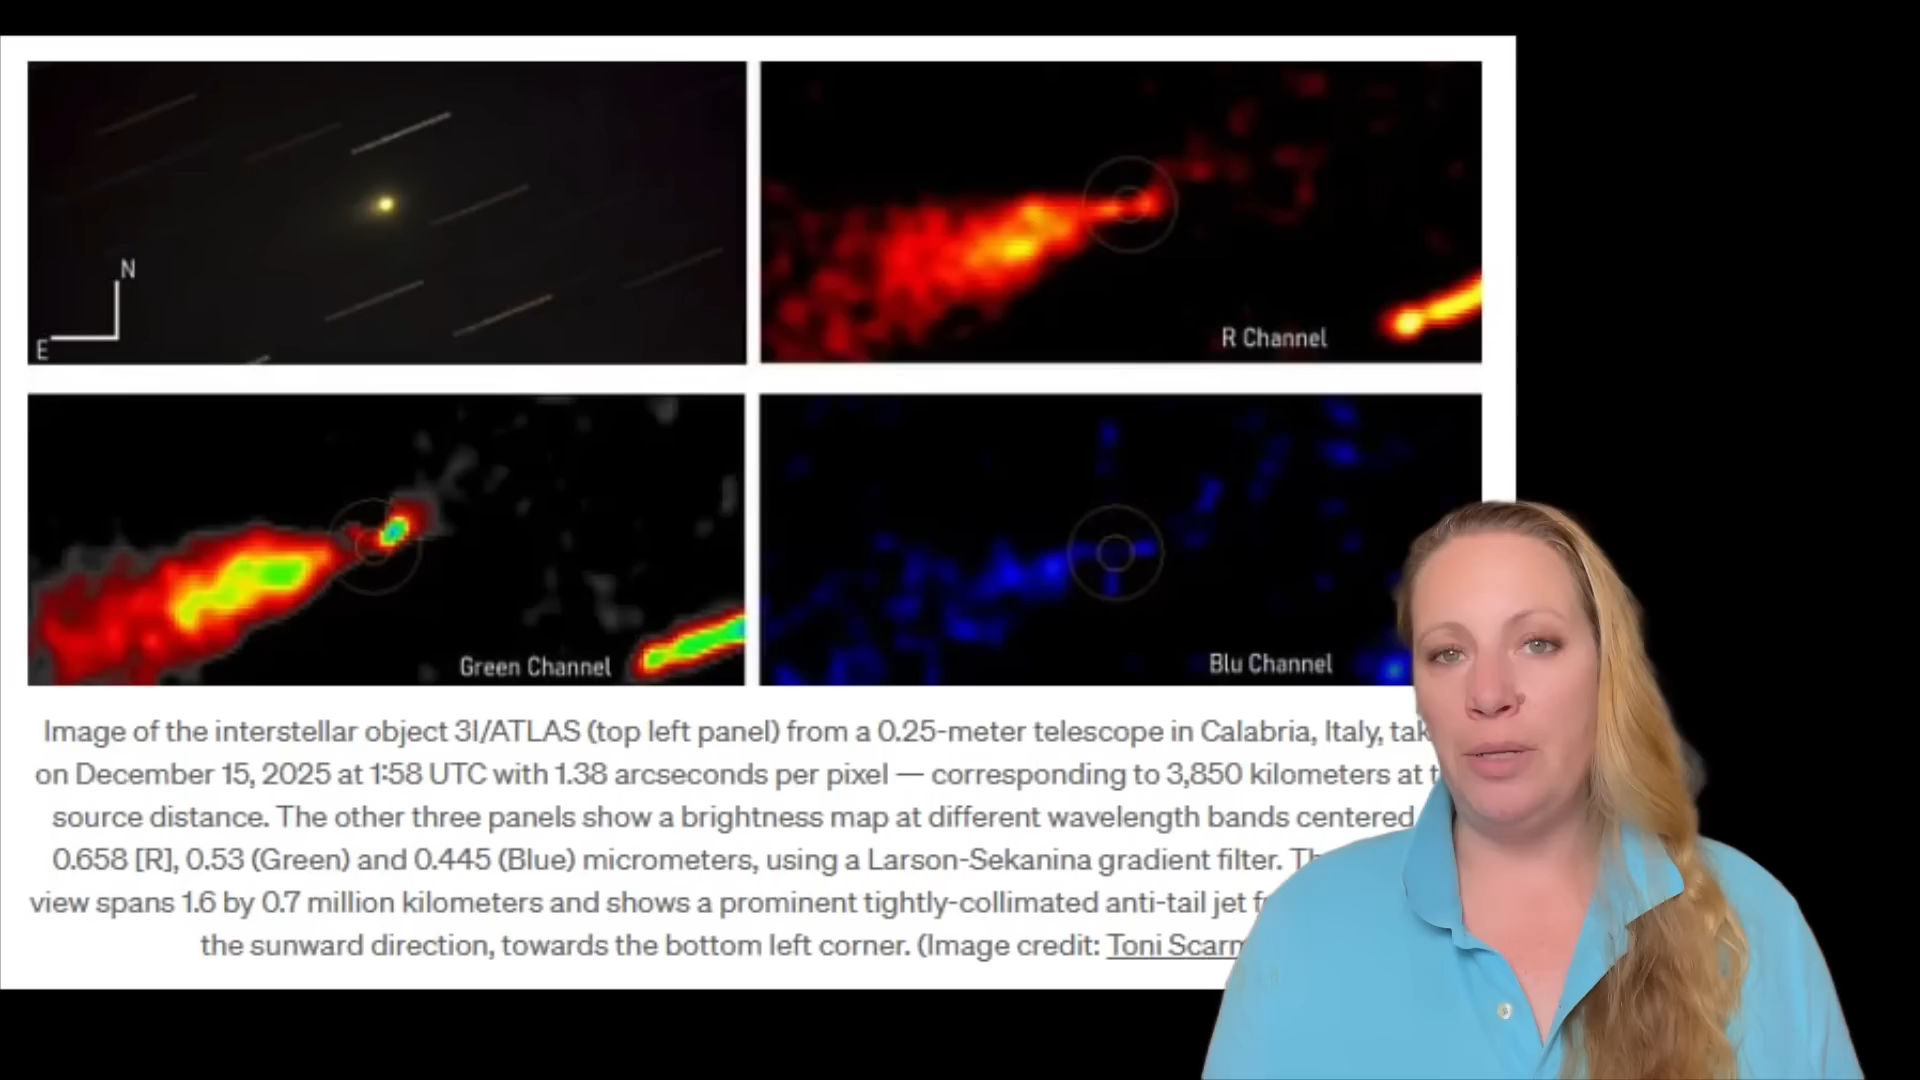 N
E
R Channel
Green Channel
Blu Channel
Image of the interstellar object 3I/ATLAS (top left panel) from a 0.25-meter telescope in Calabria, Italy,
on December 15, 2025 at 1:58 UTC with 1.38 arcseconds per pixel — corresponding to 3,850 kilometers at
source distance. The other three panels show a brightness map at different wavelength bands centered
0.658 [R], 0.53 (Green) and 0.445 (Blue) micrometers, using a Larson-Sekanina gradient filter.
view spans 1.6 by 0.7 million kilometers and shows a prominent tightly-collimated anti-tail jet
the sunward direction, towards the bottom left corner. (Image credit: Toni